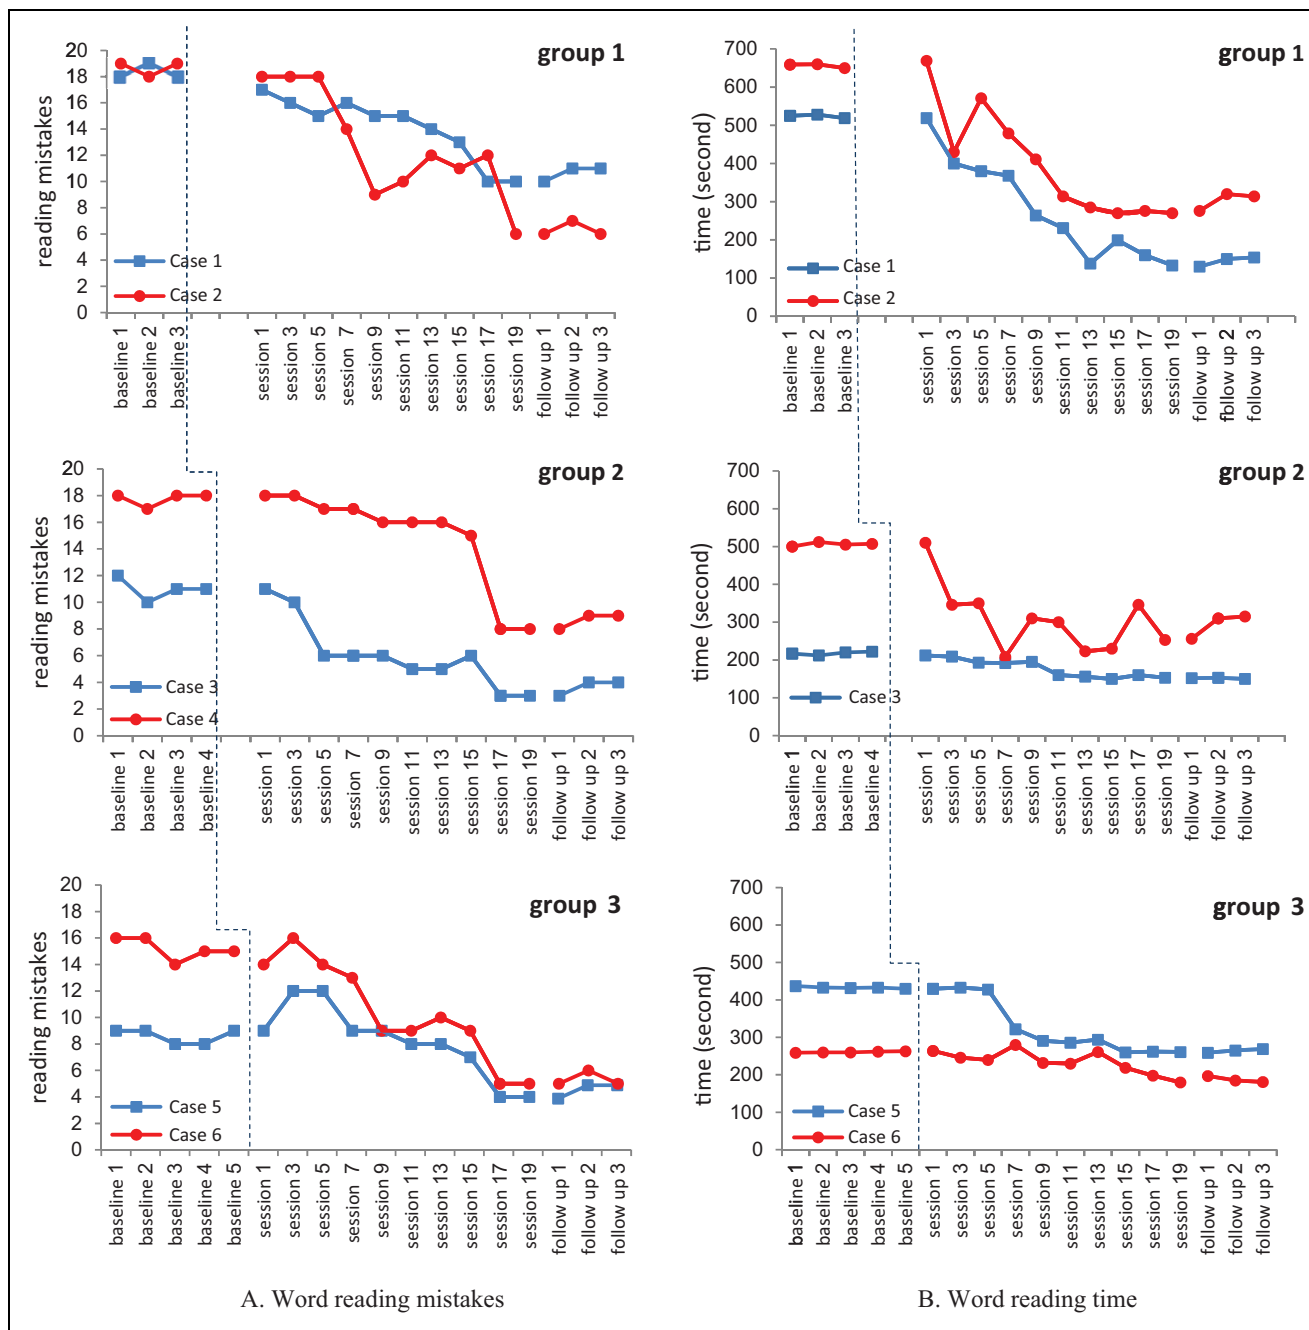 group 1
20
18
16
14
12
10
8
6
4
2
0
reading mistakes
Case 1
Case 2
baseline 1
baseline 2
baseline 3
session 1
session 3
session 5
session 7
session 9
session 11
session 13
session 15
session 17
session 19
follow up 1
follow up 2
follow up 3
group 2
20
18
16
14
12
10
8
6
4
2
0
reading mistakes
Case 3
Case 4
baseline 1
baseline 2
baseline 3
baseline 4
session 1
session 3
session 5
session 7
session 9
session 11
session 13
session 15
session 17
session 19
follow up 1
follow up 2
follow up 3
group 3
20
18
16
14
12
10
8
6
4
2
0
reading mistakes
Case 5
Case 6
baseline 1
baseline 2
baseline 3
baseline 4
baseline 5
session 1
session 3
session 5
session 7
session 9
session 11
session 13
session 15
session 17
session 19
follow up 1
follow up 2
follow up 3
A. Word reading mistakes
group 1
700
600
500
400
300
200
100
0
time (second)
Case 1
Case 2
baseline 1
baseline 2
baseline 3
session 1
session 3
session 5
session 7
session 9
session 11
session 13
session 15
session 17
session 19
follow up 1
follow up 2
follow up 3
group 2
700
600
500
400
300
200
100
0
time (second)
Case 3
baseline 1
baseline 2
baseline 3
baseline 4
session 1
session 3
session 5
session 7
session 9
session 11
session 13
session 15
session 17
session 19
follow up 1
follow up 2
follow up 3
group 3
700
600
500
400
300
200
100
0
time (second)
Case 5
Case 6
baseline 1
baseline 2
baseline 3
baseline 4
baseline 5
session 1
session 3
session 5
session 7
session 9
session 11
session 13
session 15
session 17
session 19
follow up 1
follow up 2
follow up 3
B. Word reading time